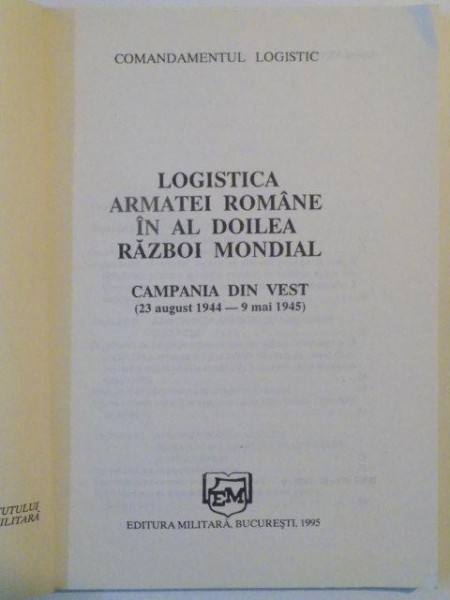 COMANDAMENTUL LOGISTIC
LOGISTICA
ARMATEI ROMÂNE
ÎN AL DOILEA
RĂZBOI MONDIAL
CAMPANIA DIN VEST
(23 august 1944 — 9 mai 1945)
EM
EDITURA MILITARĂ, BUCUREŞTI, 1995